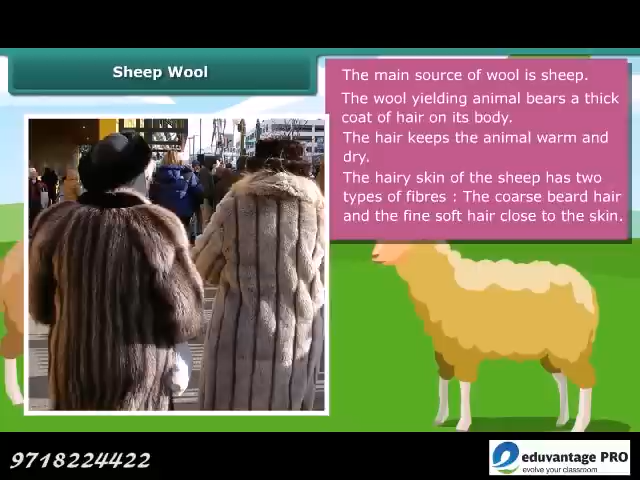 Sheep Wool
The main source of wool is sheep.
The wool yielding animal bears a thick
coat of hair on its body.
The hair keeps the animal warm and
dry.
The hairy skin of the sheep has two
types of fibres : The coarse beard hair
and the fine soft hair close to the skin.
9718224422
eduvantage PRO
evolve your classroom